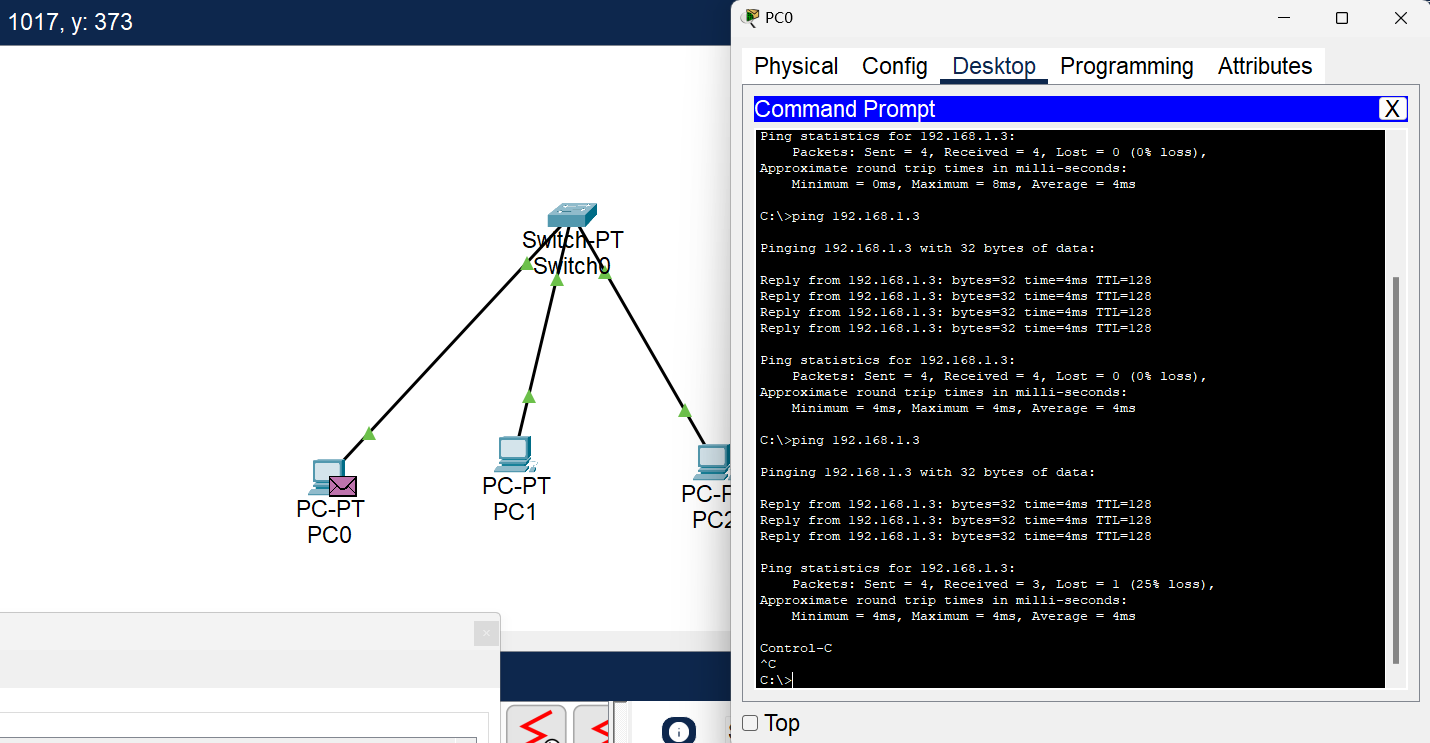 1017, y: 373
PC0
Physical
Config
Desktop
Programming
Attributes
Command Prompt
X
Ping statistics for 192.168.1.3:
Packets: Sent = 4, Received = 4, Lost = 0 (0% loss),
Approximate round trip times in milli-seconds:
Minimum = 0ms, Maximum = 8ms, Average = 4ms
C:\>ping 192.168.1.3
Pinging 192.168.1.3 with 32 bytes of data:
Reply from 192.168.1.3: bytes=32 time=4ms TTL=128
Reply from 192.168.1.3: bytes=32 time=4ms TTL=128
Reply from 192.168.1.3: bytes=32 time=4ms TTL=128
Reply from 192.168.1.3: bytes=32 time=4ms TTL=128
Ping statistics for 192.168.1.3:
Packets: Sent = 4, Received = 4, Lost = 0 (0% loss),
Approximate round trip times in milli-seconds:
Minimum = 4ms, Maximum = 4ms, Average = 4ms
C:\>ping 192.168.1.3
Pinging 192.168.1.3 with 32 bytes of data:
Reply from 192.168.1.3: bytes=32 time=4ms TTL=128
Reply from 192.168.1.3: bytes=32 time=4ms TTL=128
Reply from 192.168.1.3: bytes=32 time=4ms TTL=128
Ping statistics for 192.168.1.3:
Packets: Sent = 4, Received = 3, Lost = 1 (25% loss),
Approximate round trip times in milli-seconds:
Minimum = 4ms, Maximum = 4ms, Average = 4ms
Control-C
^C
C:\>
Top
Switch-PT
Switch0
PC-PT
PC0
PC-PT
PC1
PC-P
PC2